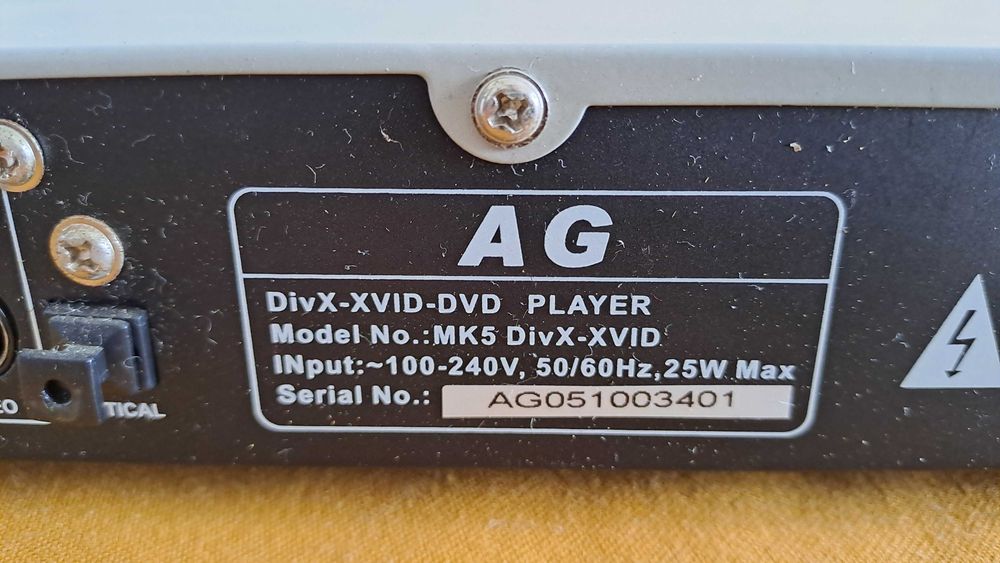 AG
DivX-XVID-DVD PLAYER
Model No.:MK5 DivX-XVID
INput:~100-240V, 50/60Hz,25W Max
Serial No.: AG051003401
EO
TICAL